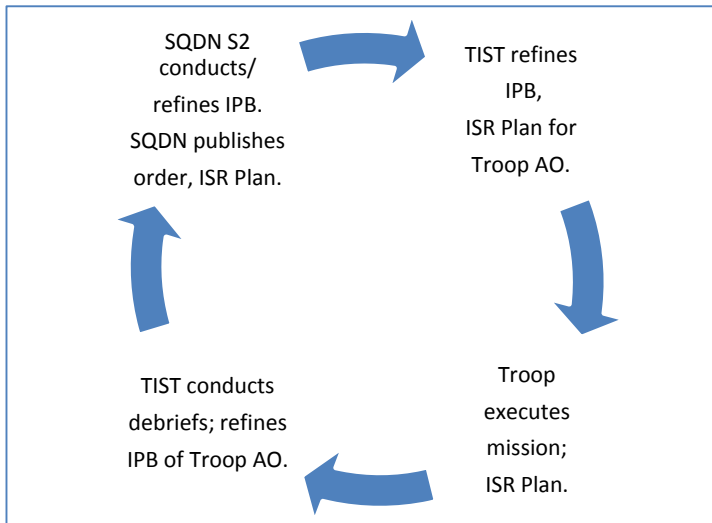 SQDN S2
conducts/
refines IPB.
SQDN publishes
order, ISR Plan.
TIST refines
IPB,
ISR Plan for
Troop AO.
Troop
executes
mission;
ISR Plan.
TIST conducts
debriefs; refines
IPB of Troop AO.